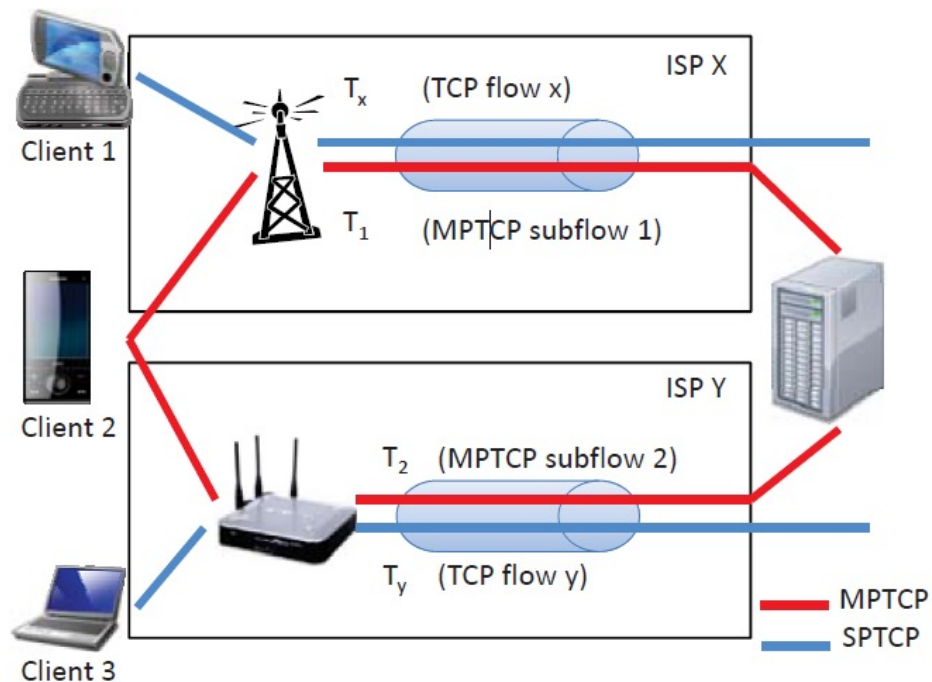 ISP X
Tₓ (TCP flow x)
Client 1
T₁ (MPTCP subflow 1)
Client 2
ISP Y
T₂ (MPTCP subflow 2)
Tᵧ (TCP flow y)
MPTCP
SPTCP
Client 3